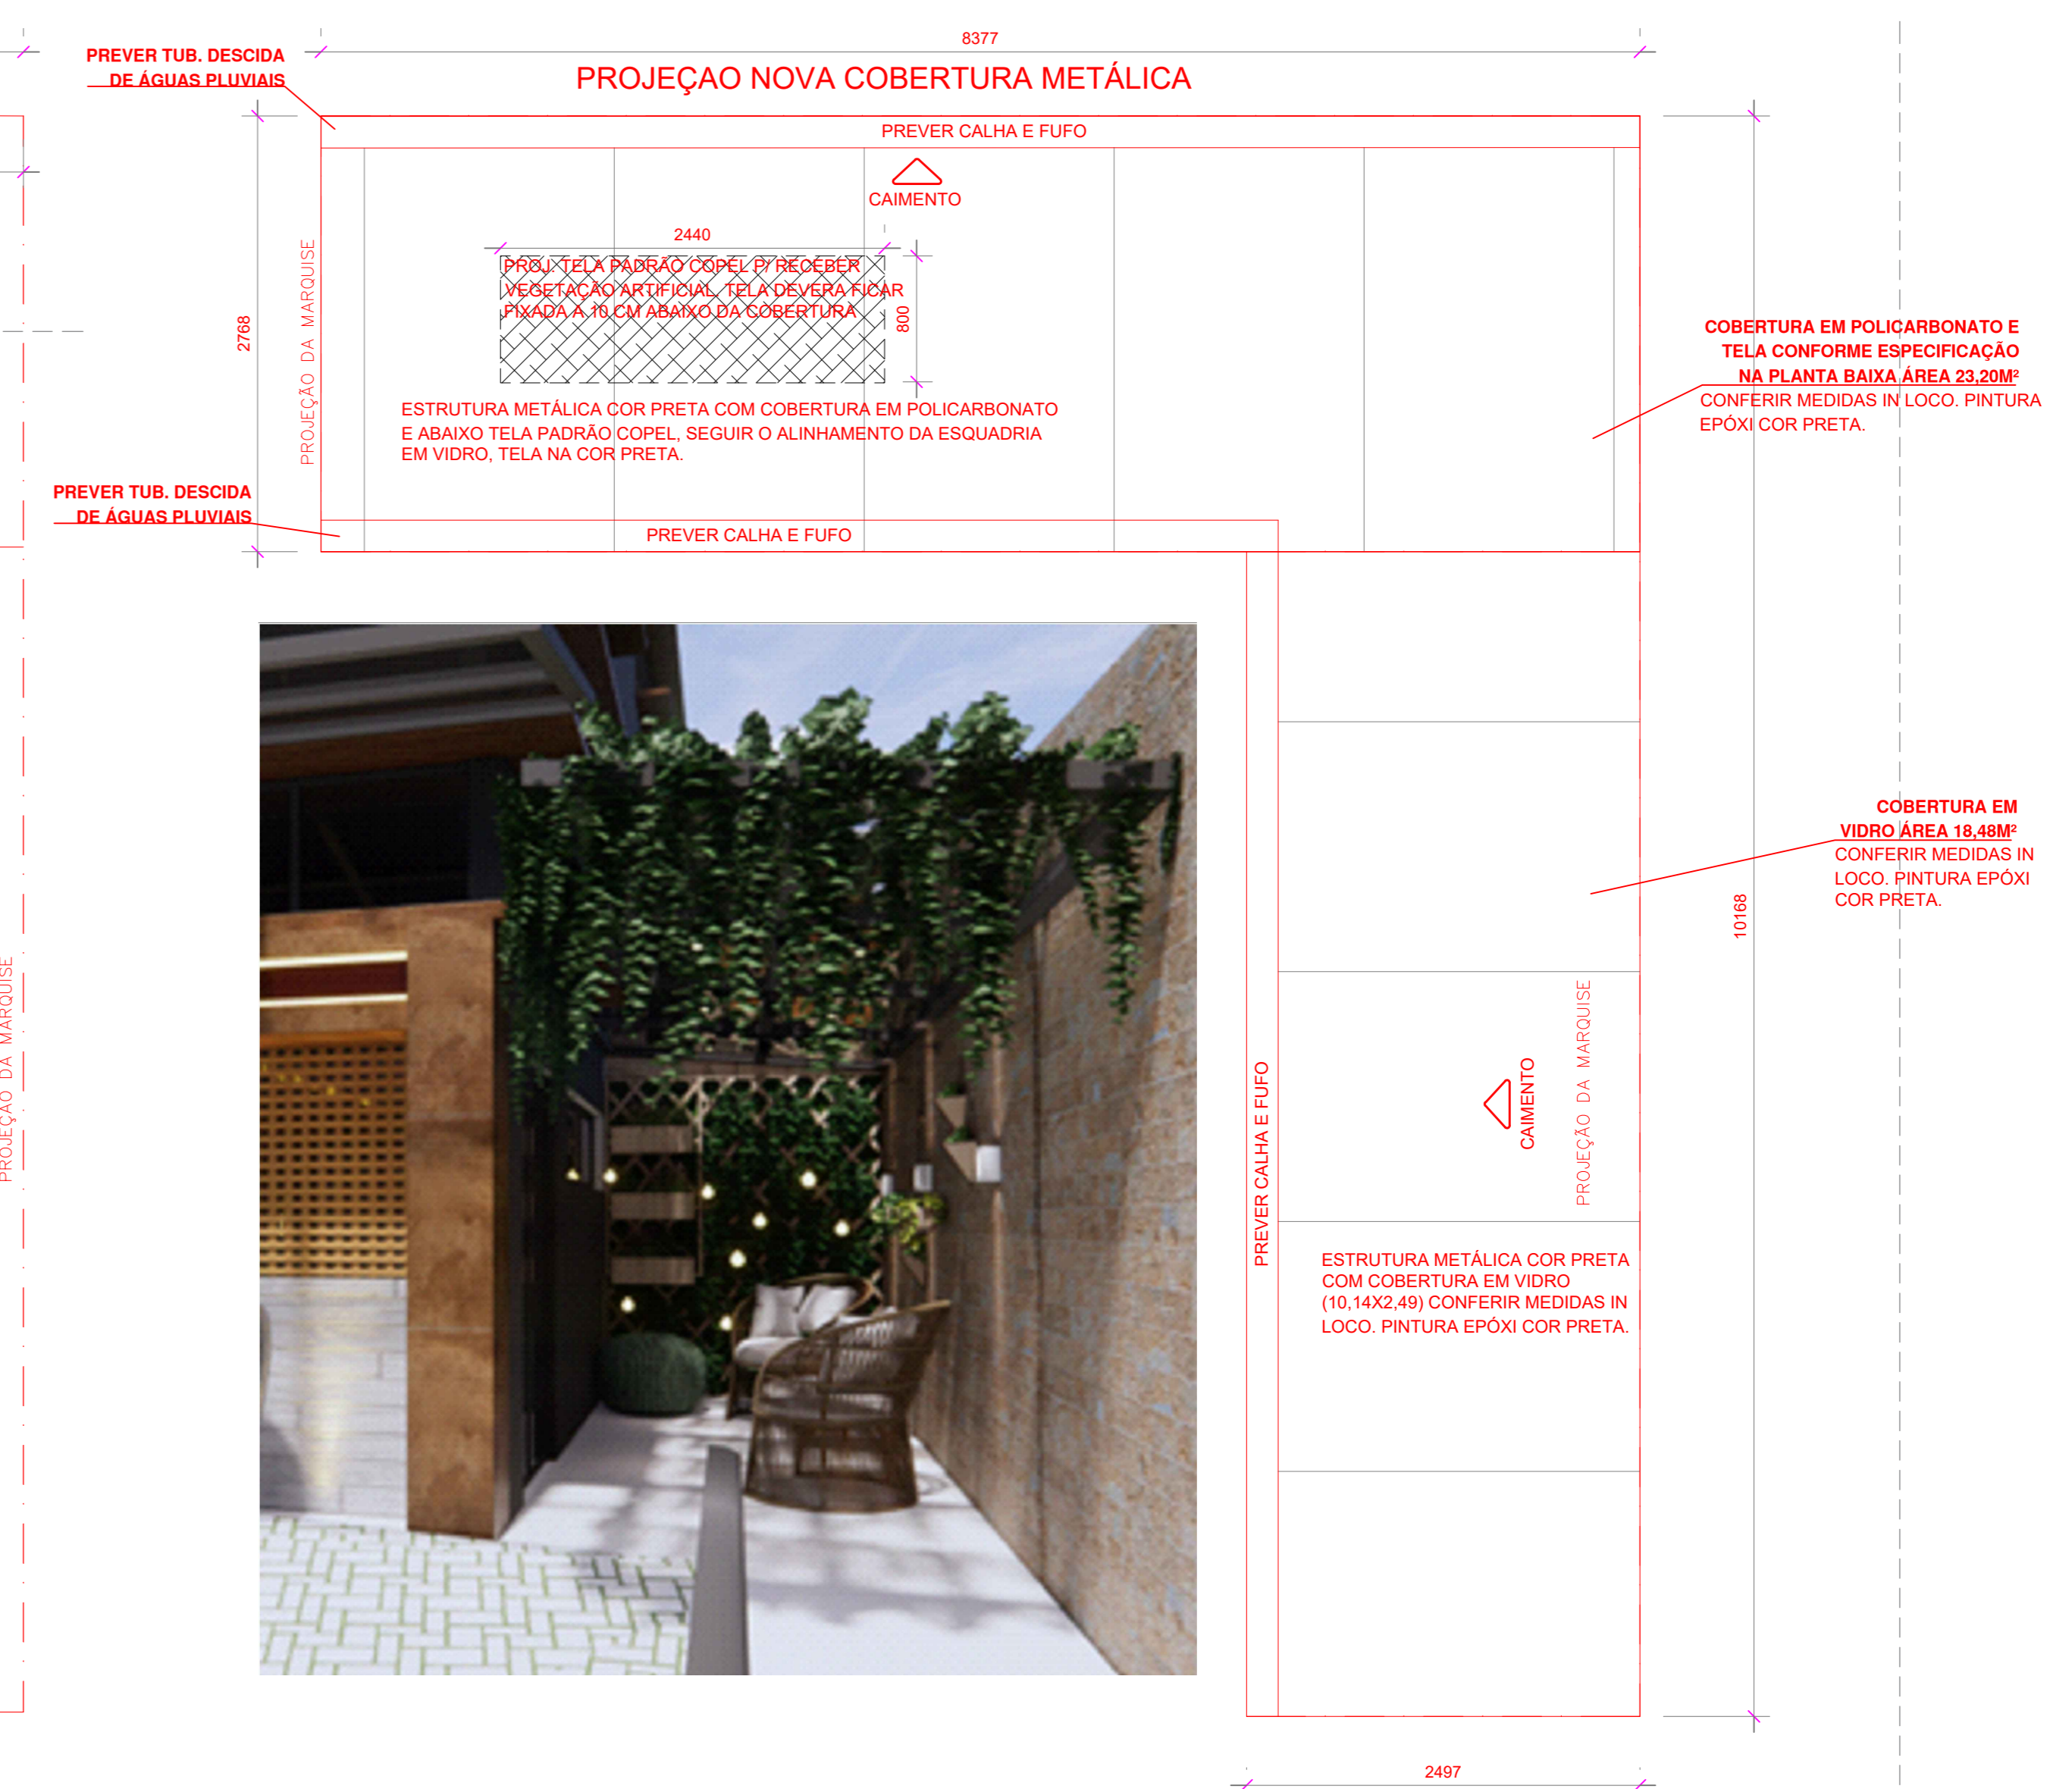 8377
PREVER TUB. DESCIDA
DE ÁGUAS PLUVIAIS
PROJEÇAO NOVA COBERTURA METÁLICA
PREVER CALHA E FUFO
CAIMENTO
2440
PROJ. TELA PADRÃO COPEL P/ RECEBER
VEGETAÇÃO ARTIFICIAL. TELA DEVERA FICAR
FIXADA A 10 CM ABAIXO DA COBERTURA
800
2768
PROJEÇÃO DA MARQUISE
ESTRUTURA METÁLICA COR PRETA COM COBERTURA EM POLICARBONATO
E ABAIXO TELA PADRÃO COPEL, SEGUIR O ALINHAMENTO DA ESQUADRIA
EM VIDRO, TELA NA COR PRETA.
COBERTURA EM POLICARBONATO E
TELA CONFORME ESPECIFICAÇÃO
NA PLANTA BAIXA ÁREA 23,20M²
CONFERIR MEDIDAS IN LOCO. PINTURA
EPÓXI COR PRETA.
PREVER TUB. DESCIDA
DE ÁGUAS PLUVIAIS
PREVER CALHA E FUFO
COBERTURA EM
VIDRO ÁREA 18,48M²
CONFERIR MEDIDAS IN
LOCO. PINTURA EPÓXI
COR PRETA.
10168
PROJEÇÃO DA MARQUISE
PREVER CALHA E FUFO
CAIMENTO
PROJEÇÃO DA MARQUISE
ESTRUTURA METÁLICA COR PRETA
COM COBERTURA EM VIDRO
(10,14X2,49) CONFERIR MEDIDAS IN
LOCO. PINTURA EPÓXI COR PRETA.
2497